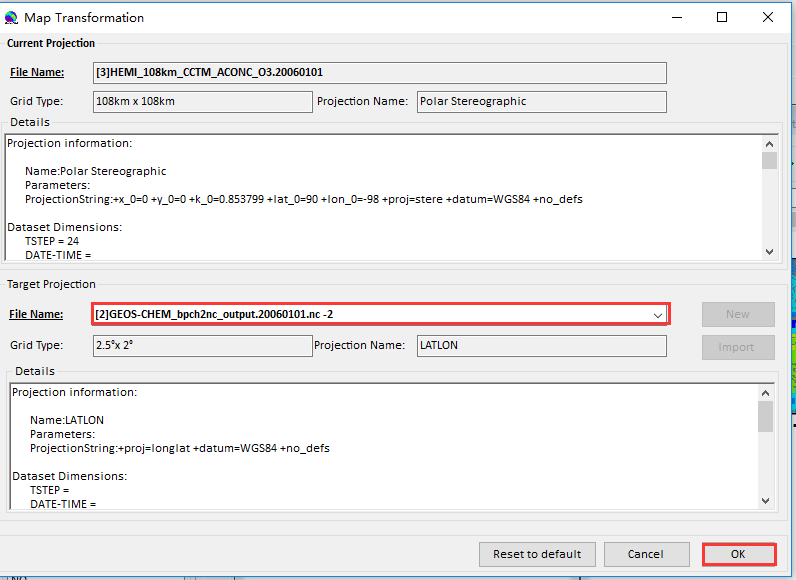 Map Transformation
Current Projection
File Name: [3]HEMI_108km_CCTM_ACONC_O3.20060101
Grid Type: 108km x 108km Projection Name: Polar Stereographic
Details
Projection information:
Name:Polar Stereographic
Parameters:
ProjectionString:+x_0=0 +y_0=0 +k_0=0.853799 +lat_0=90 +lon_0=-98 +proj=stere +datum=WGS84 +no_defs
Dataset Dimensions:
TSTEP = 24
DATE-TIME =
Target Projection
File Name: [2]GEOS-CHEM_bpch2nc_output.20060101.nc -2 New
Grid Type: 2.5°x 2° Projection Name: LATLON Import
Details
Projection information:
Name:LATLON
Parameters:
ProjectionString:+proj=longlat +datum=WGS84 +no_defs
Dataset Dimensions:
TSTEP =
DATE-TIME =
Reset to default Cancel OK